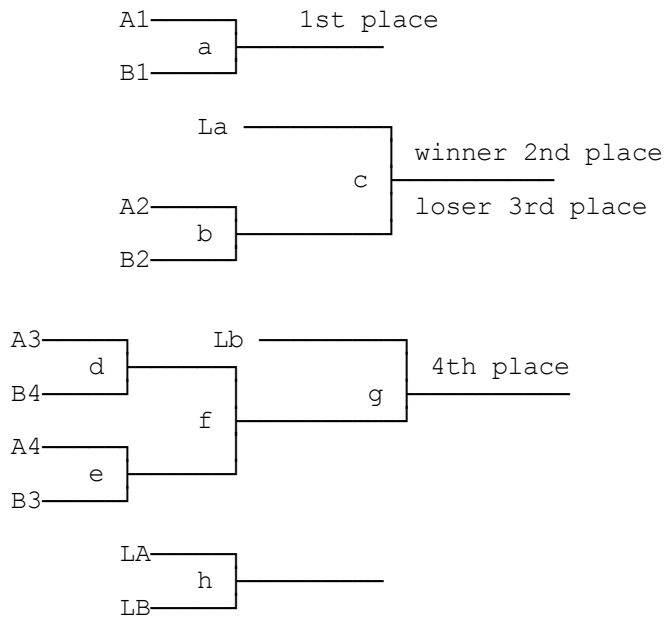 A1
1st place
a
B1
La
winner 2nd place
c
A2
loser 3rd place
b
B2
A3
Lb
d
4th place
B4
g
f
A4
e
B3
LA
h
LB